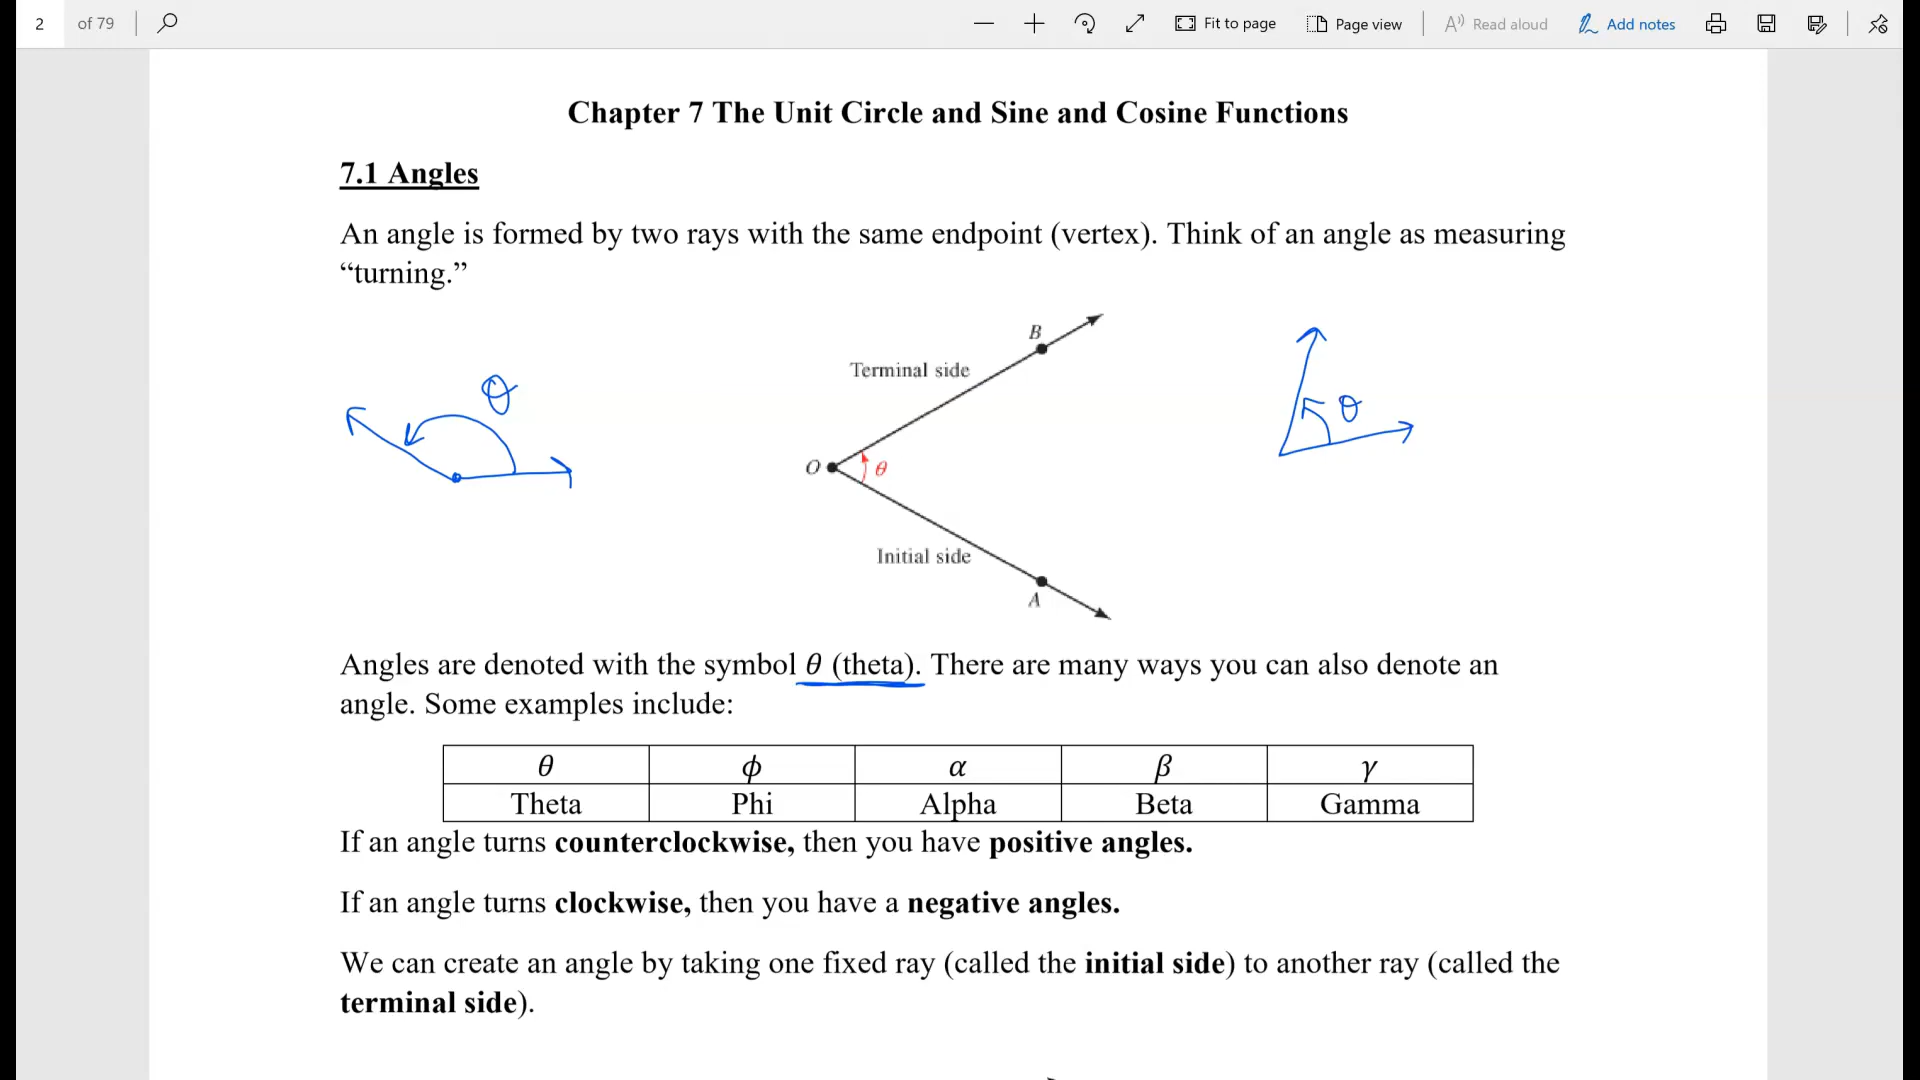 2 of 79 Fit to page Page view Read aloud Add notes
Chapter 7 The Unit Circle and Sine and Cosine Functions
7.1 Angles
An angle is formed by two rays with the same endpoint (vertex). Think of an angle as measuring
“turning.”
B
Terminal side
θ
θ
O θ
Initial side
A
Angles are denoted with the symbol θ (theta). There are many ways you can also denote an
angle. Some examples include:
θ ϕ α β γ
Theta Phi Alpha Beta Gamma
If an angle turns counterclockwise, then you have positive angles.
If an angle turns clockwise, then you have a negative angles.
We can create an angle by taking one fixed ray (called the initial side) to another ray (called the
terminal side).